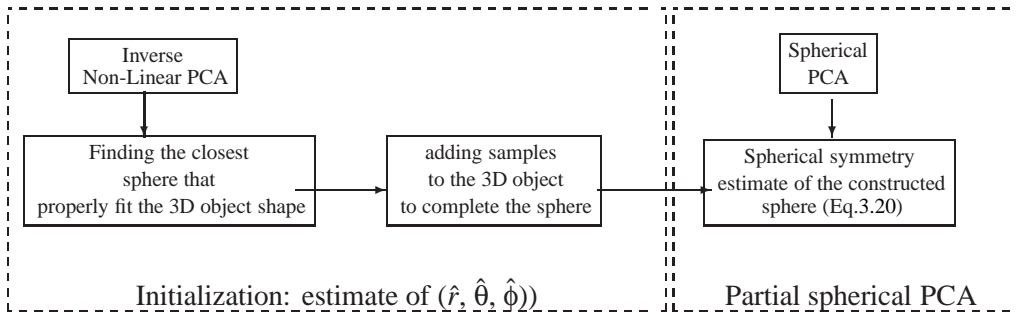 Inverse
Non-Linear PCA
Finding the closest
sphere that
properly fit the 3D object shape
adding samples
to the 3D object
to complete the sphere
Initialization: estimate of (r̂, θ̂, ϕ̂))
Spherical
PCA
Spherical symmetry
estimate of the constructed
sphere (Eq.3.20)
Partial spherical PCA